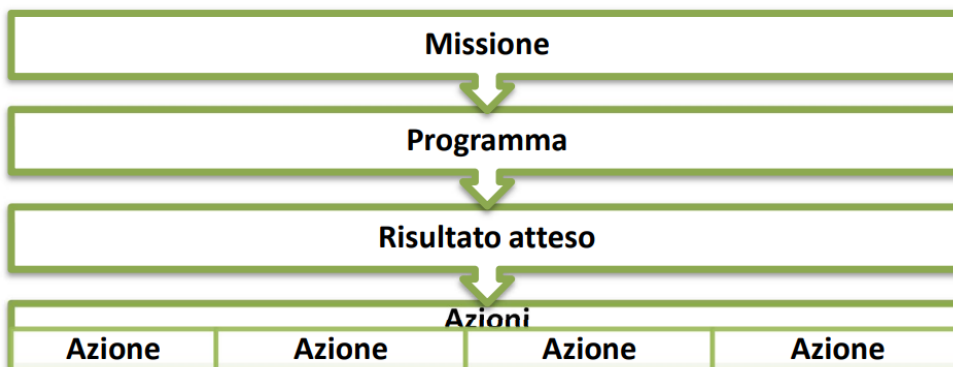 Missione
Programma
Risultato atteso
Azioni
Azione Azione Azione Azione